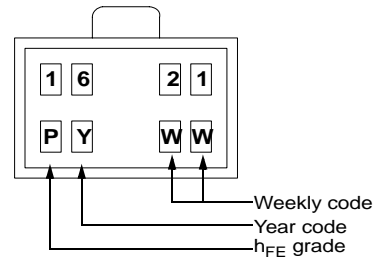 1 6 2 1
P Y W W
Weekly code
Year code
hFE grade